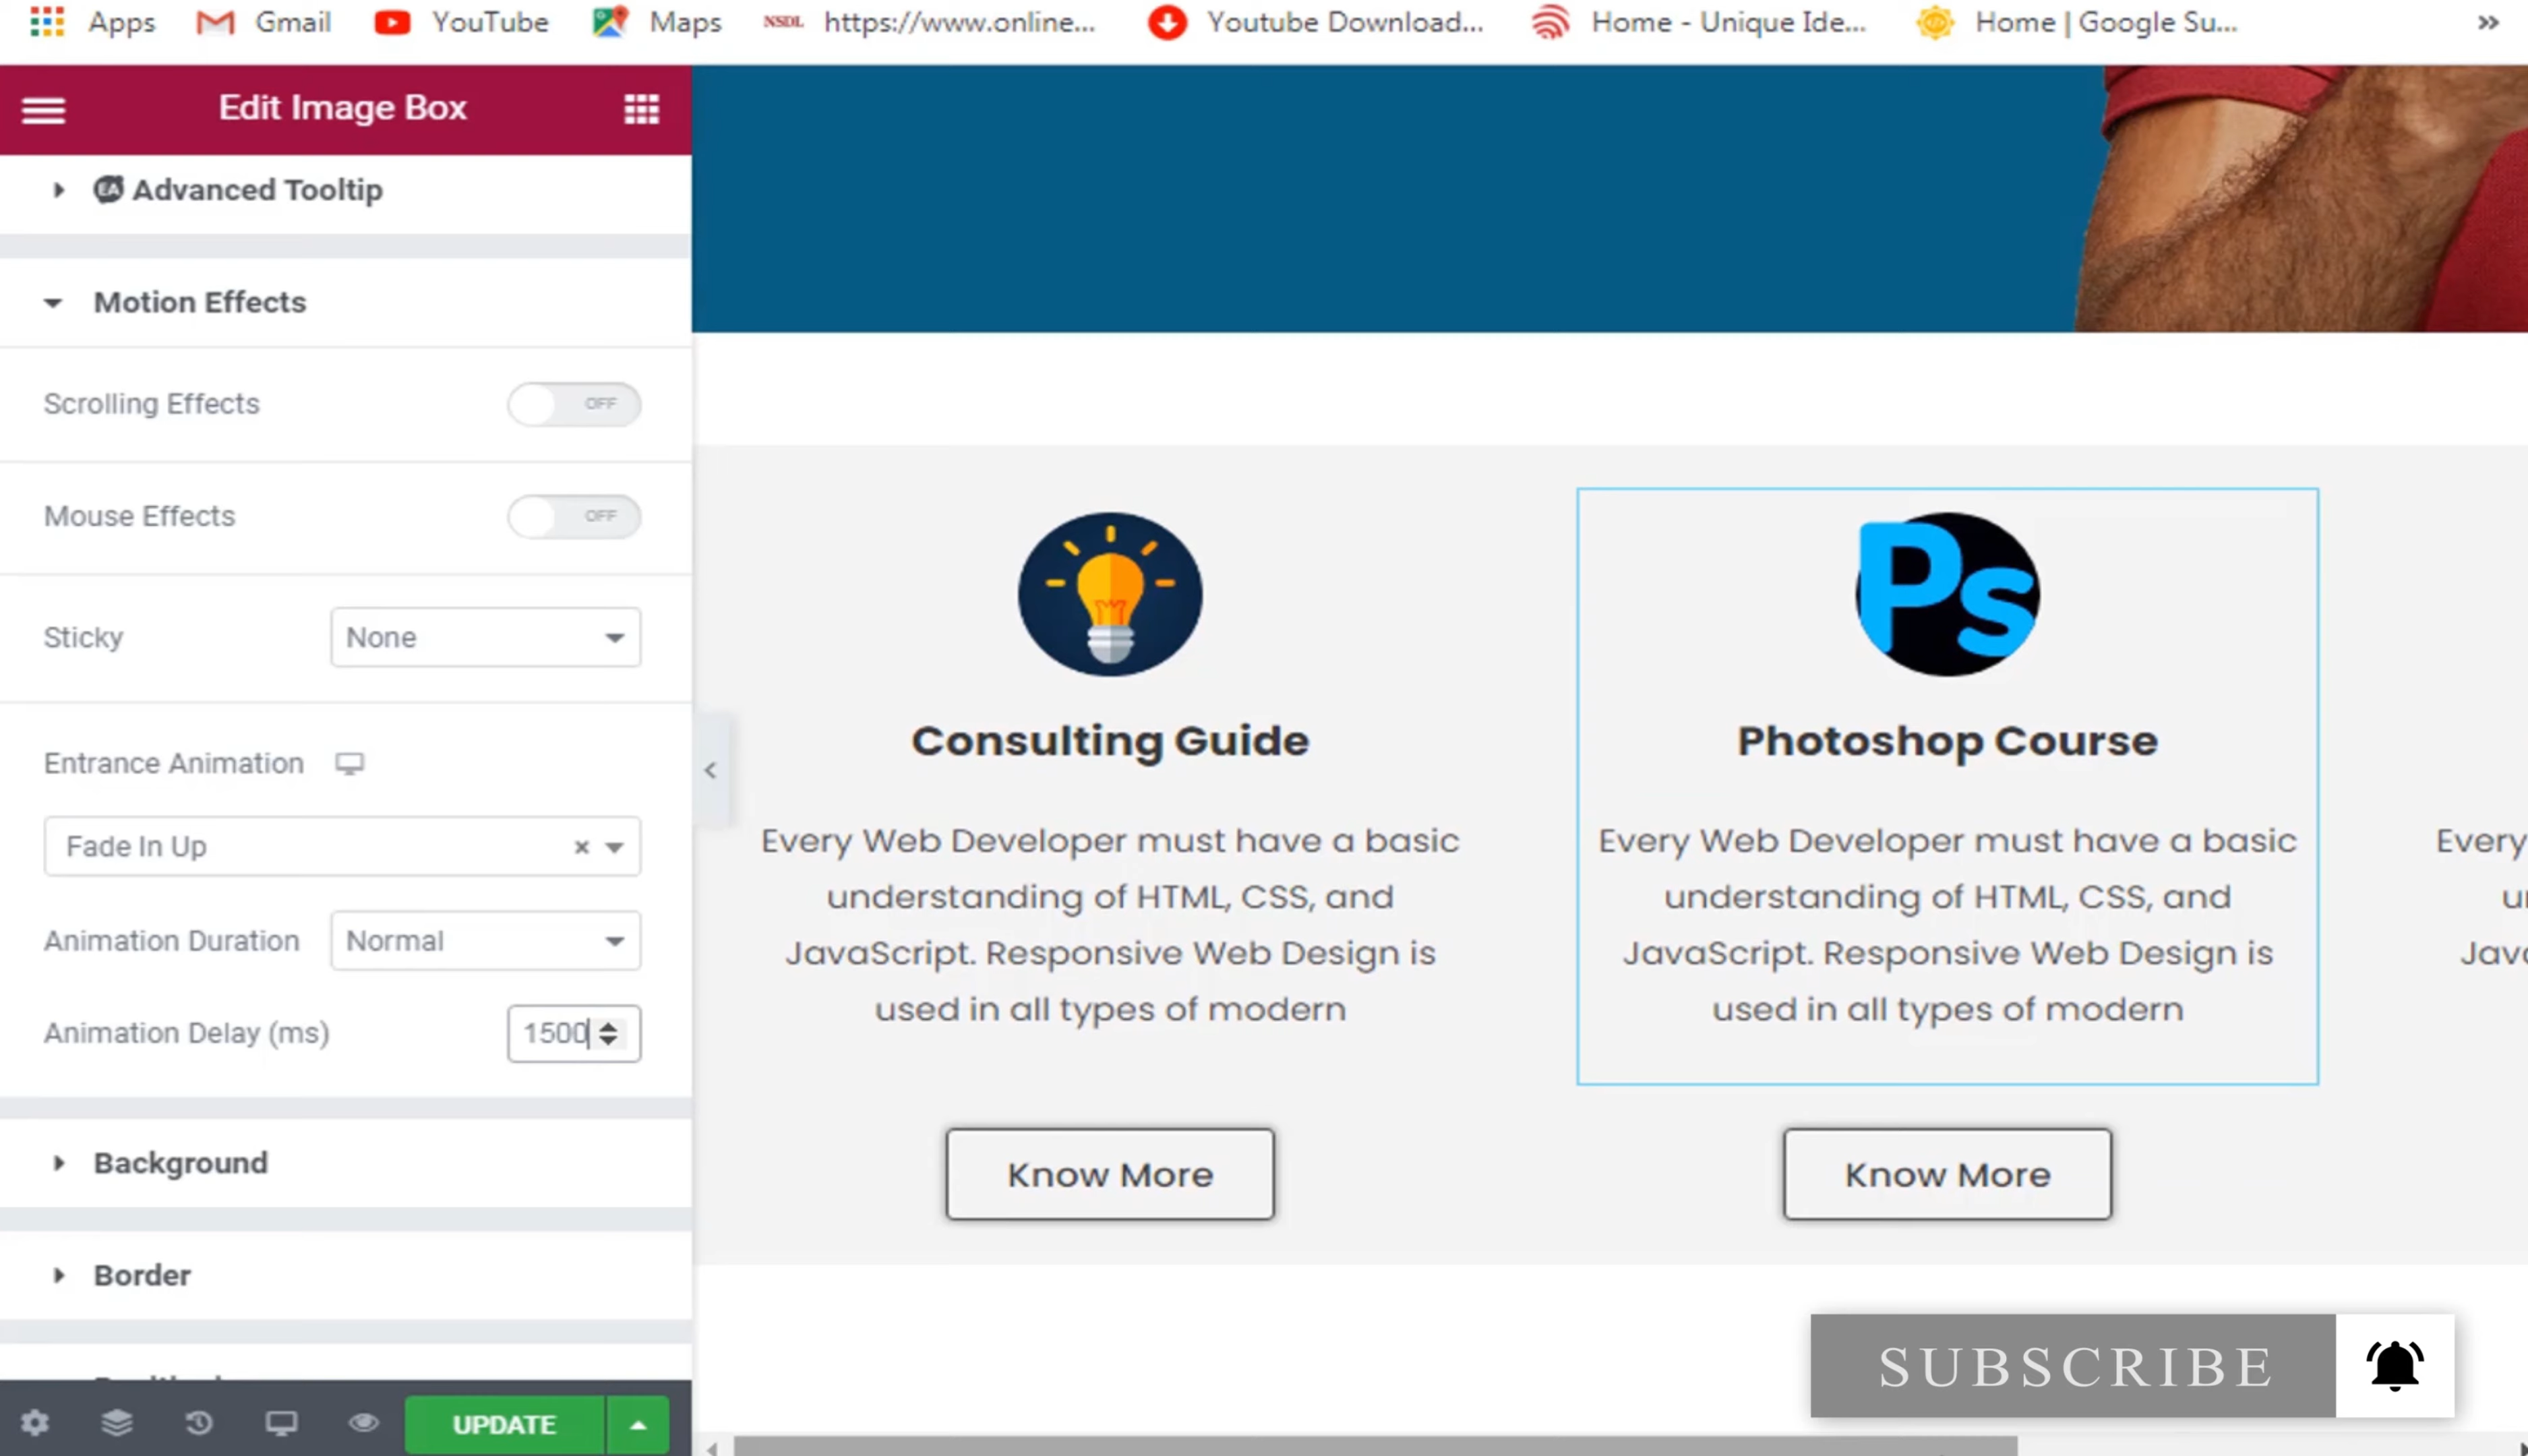 Apps
Gmail
YouTube
Maps
NSDL
https://www.online...
Youtube Download...
Home - Unique Ide...
Home | Google Su...
»
Edit Image Box
EA Advanced Tooltip
Motion Effects
Scrolling Effects
OFF
Mouse Effects
OFF
Sticky
None
Entrance Animation
Fade In Up
×
Animation Duration
Normal
Animation Delay (ms)
1500
Background
Border
UPDATE
Consulting Guide
Every Web Developer must have a basic
understanding of HTML, CSS, and
JavaScript. Responsive Web Design is
used in all types of modern
Know More
Ps
Photoshop Course
Every Web Developer must have a basic
understanding of HTML, CSS, and
JavaScript. Responsive Web Design is
used in all types of modern
Know More
Every
SUBSCRIBE